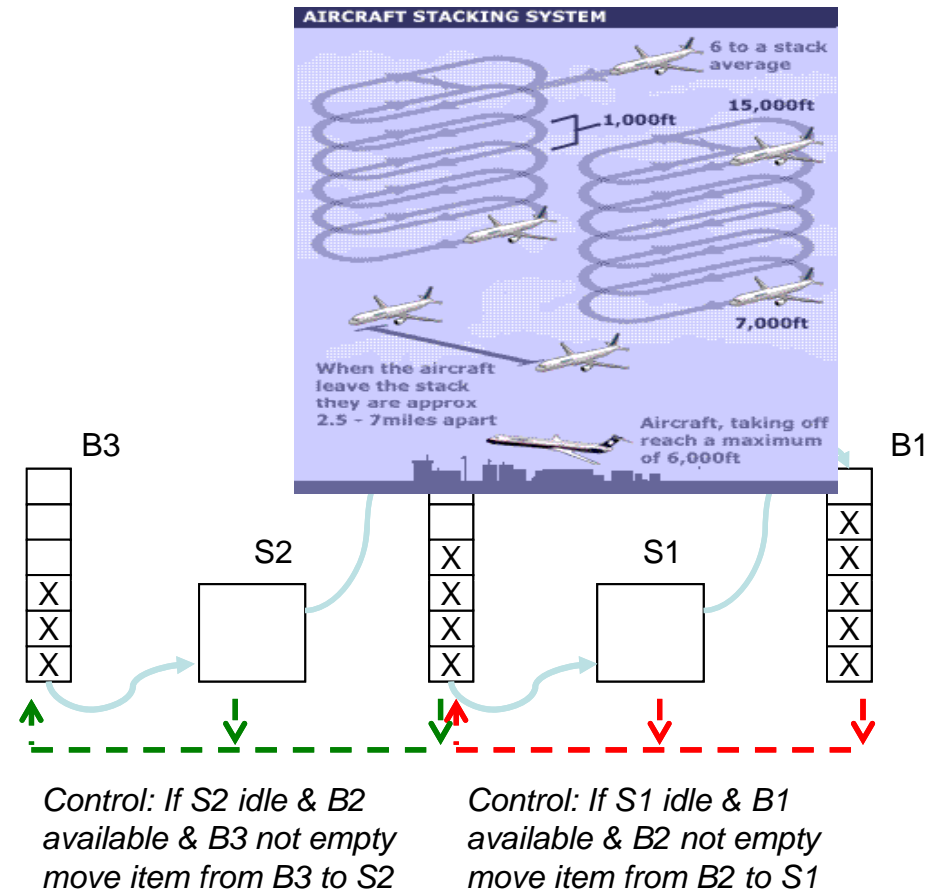 AIRCRAFT STACKING SYSTEM
6 to a stack
average
15,000ft
1,000ft
7,000ft
When the aircraft
leave the stack
they are approx
2.5 - 7miles apart
Aircraft, taking off
reach a maximum
of 6,000ft
B3
B1
S2
S1
X
X
X
X
X
X
X
X
X
X
X
X
Control: If S2 idle & B2
available & B3 not empty
move item from B3 to S2
Control: If S1 idle & B1
available & B2 not empty
move item from B2 to S1